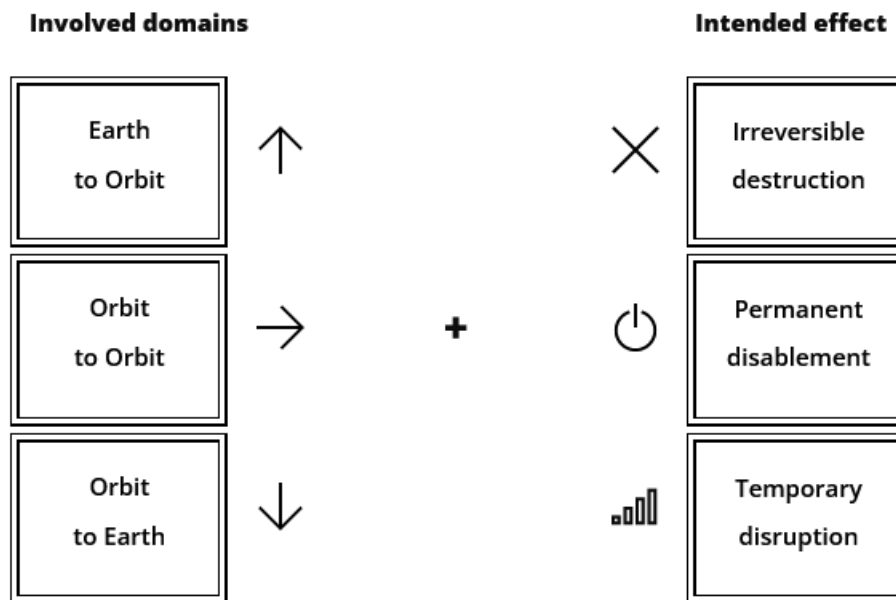 Involved domains
Intended effect
Earth
to Orbit
Irreversible
destruction
Orbit
to Orbit
+
Permanent
disablement
Orbit
to Earth
Temporary
disruption